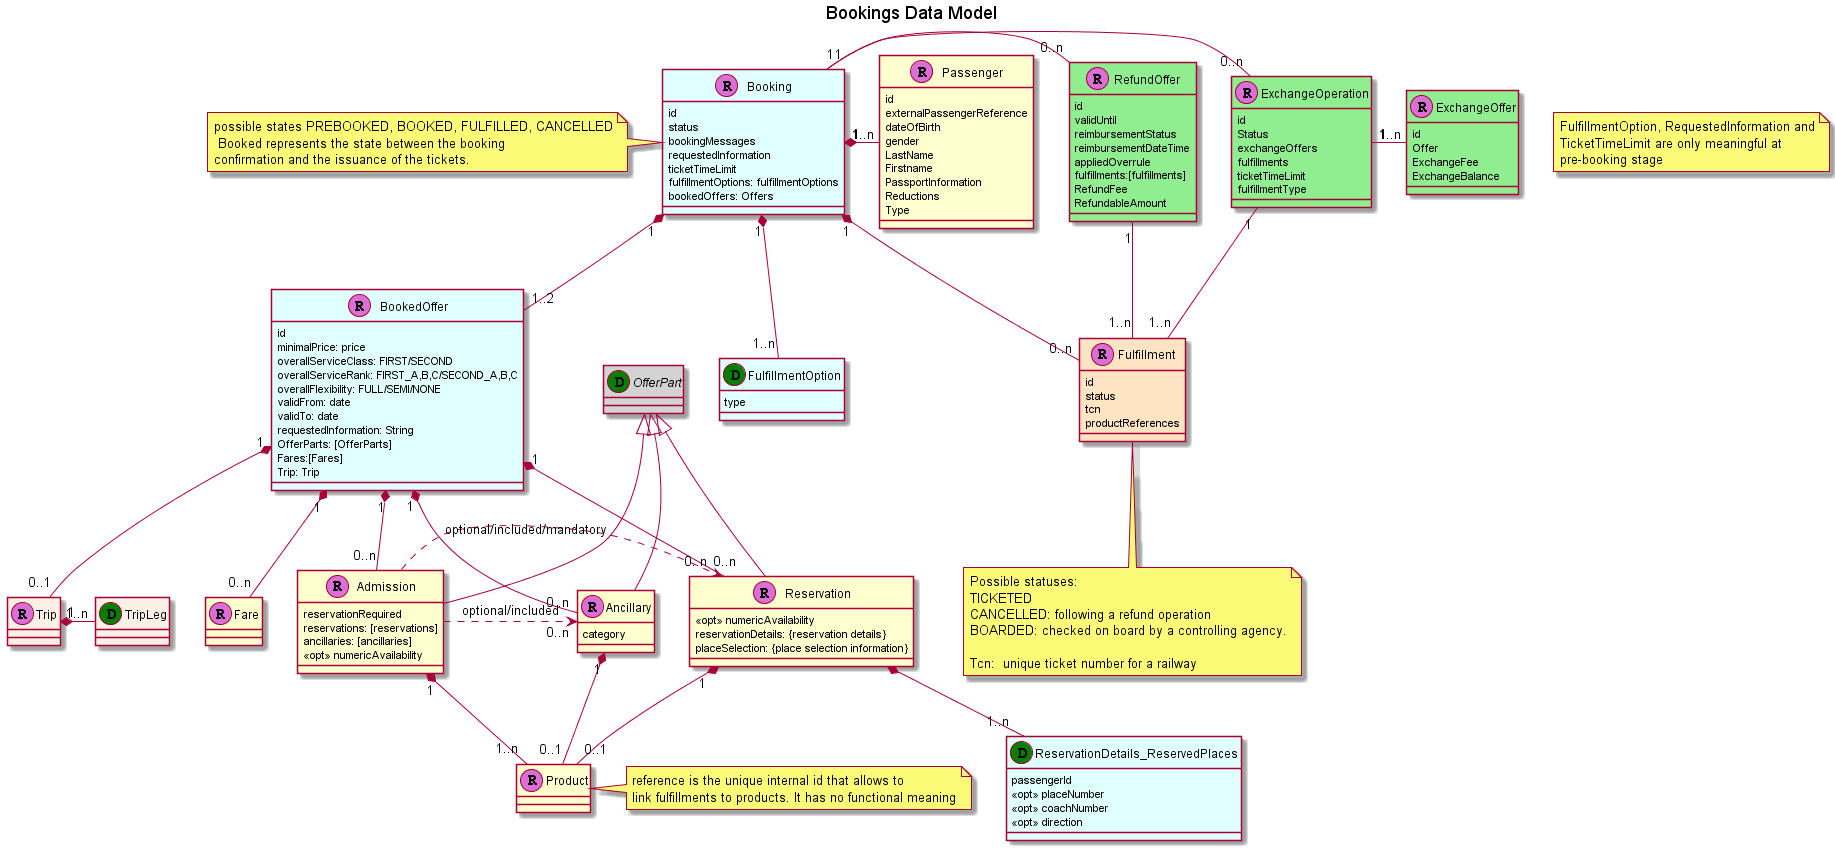 Bookings Data Model
11
0..n
0..n
R Booking
id
status
bookingMessages
requestedInformation
ticketTimeLimit
fulfillmentOptions: fulfillmentOptions
bookedOffers: Offers
R Passenger
id
externalPassengerReference
dateOfBirth
gender
LastName
Firstname
PassportInformation
Reductions
Type
R RefundOffer
id
validUntil
reimbursementStatus
reimbursementDateTime
appliedOverrule
fulfillments:[fulfillments]
RefundFee
RefundableAmount
R ExchangeOperation
id
Status
exchangeOffers
fulfillments
ticketTimeLimit
fulfillmentType
R ExchangeOffer
id
Offer
ExchangeFee
ExchangeBalance
possible states PREBOOKED, BOOKED, FULFILLED, CANCELLED
Booked represents the state between the booking
confirmation and the issuance of the tickets.
FulfillmentOption, RequestedInformation and
TicketTimeLimit are only meaningful at
pre-booking stage
1
1..n
1
1..n
1
1
1
1
1
1..2
1..n
0..n
1..n
1..n
R BookedOffer
id
minimalPrice: price
overallServiceClass: FIRST/SECOND
overallServiceRank: FIRST_A,B,C/SECOND_A,B,C
overallFlexibility: FULL/SEMI/NONE
validFrom: date
validTo: date
requestedInformation: String
OfferParts: [OfferParts]
Fares:[Fares]
Trip: Trip
D OfferPart
D FulfillmentOption
type
R Fulfillment
id
status
tcn
productReferences
1
1
1
1
1
optional/included/mandatory
0..1
0..n
0..n
0..n
0..n
R Trip
1
1..n
D TripLeg
R Fare
R Admission
reservationRequired
reservations: [reservations]
ancillaries: [ancillaries]
«opt» numericAvailability
optional/included
0..n
0..n
R Ancillary
category
R Reservation
«opt» numericAvailability
reservationDetails: {reservation details}
placeSelection: {place selection information}
Possible statuses:
TICKETED
CANCELLED: following a refund operation
BOARDED: checked on board by a controlling agency.
Tcn: unique ticket number for a railway
1
1
1
1..n
0..1
0..1
1..n
R Product
reference is the unique internal id that allows to
link fulfillments to products. It has no functional meaning
D ReservationDetails_ReservedPlaces
passengerId
«opt» placeNumber
«opt» coachNumber
«opt» direction